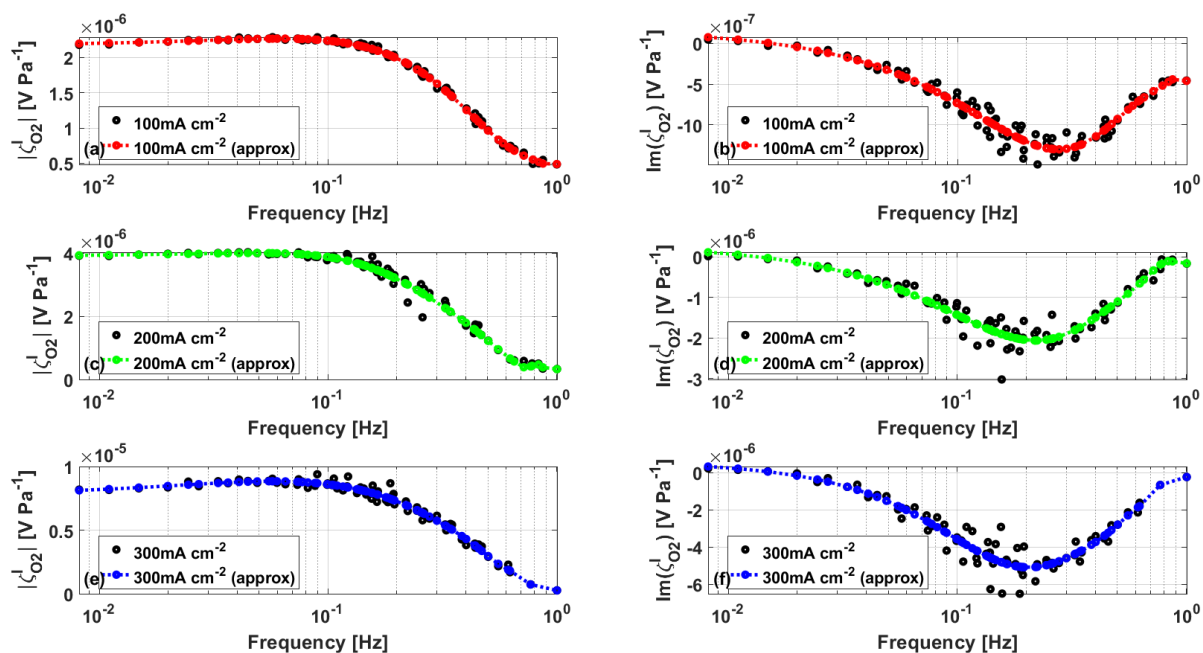 ×10⁻⁶
2
1.5
1
0.5
|ζ^I_O2| [V Pa⁻¹]
(a)
100mA cm⁻²
100mA cm⁻² (approx)
10⁻² 10⁻¹ 10⁰
Frequency [Hz]
×10⁻⁷
0
-5
-10
Im(ζ^I_O2) [V Pa⁻¹]
(b)
100mA cm⁻²
100mA cm⁻² (approx)
10⁻² 10⁻¹ 10⁰
Frequency [Hz]
×10⁻⁶
4
2
0
|ζ^I_O2| [V Pa⁻¹]
(c)
200mA cm⁻²
200mA cm⁻² (approx)
10⁻² 10⁻¹ 10⁰
Frequency [Hz]
×10⁻⁶
0
-1
-2
-3
Im(ζ^I_O2) [V Pa⁻¹]
(d)
200mA cm⁻²
200mA cm⁻² (approx)
10⁻² 10⁻¹ 10⁰
Frequency [Hz]
×10⁻⁵
1
0.5
0
|ζ^I_O2| [V Pa⁻¹]
(e)
300mA cm⁻²
300mA cm⁻² (approx)
10⁻² 10⁻¹ 10⁰
Frequency [Hz]
×10⁻⁶
0
-2
-4
-6
Im(ζ^I_O2) [V Pa⁻¹]
(f)
300mA cm⁻²
300mA cm⁻² (approx)
10⁻² 10⁻¹ 10⁰
Frequency [Hz]